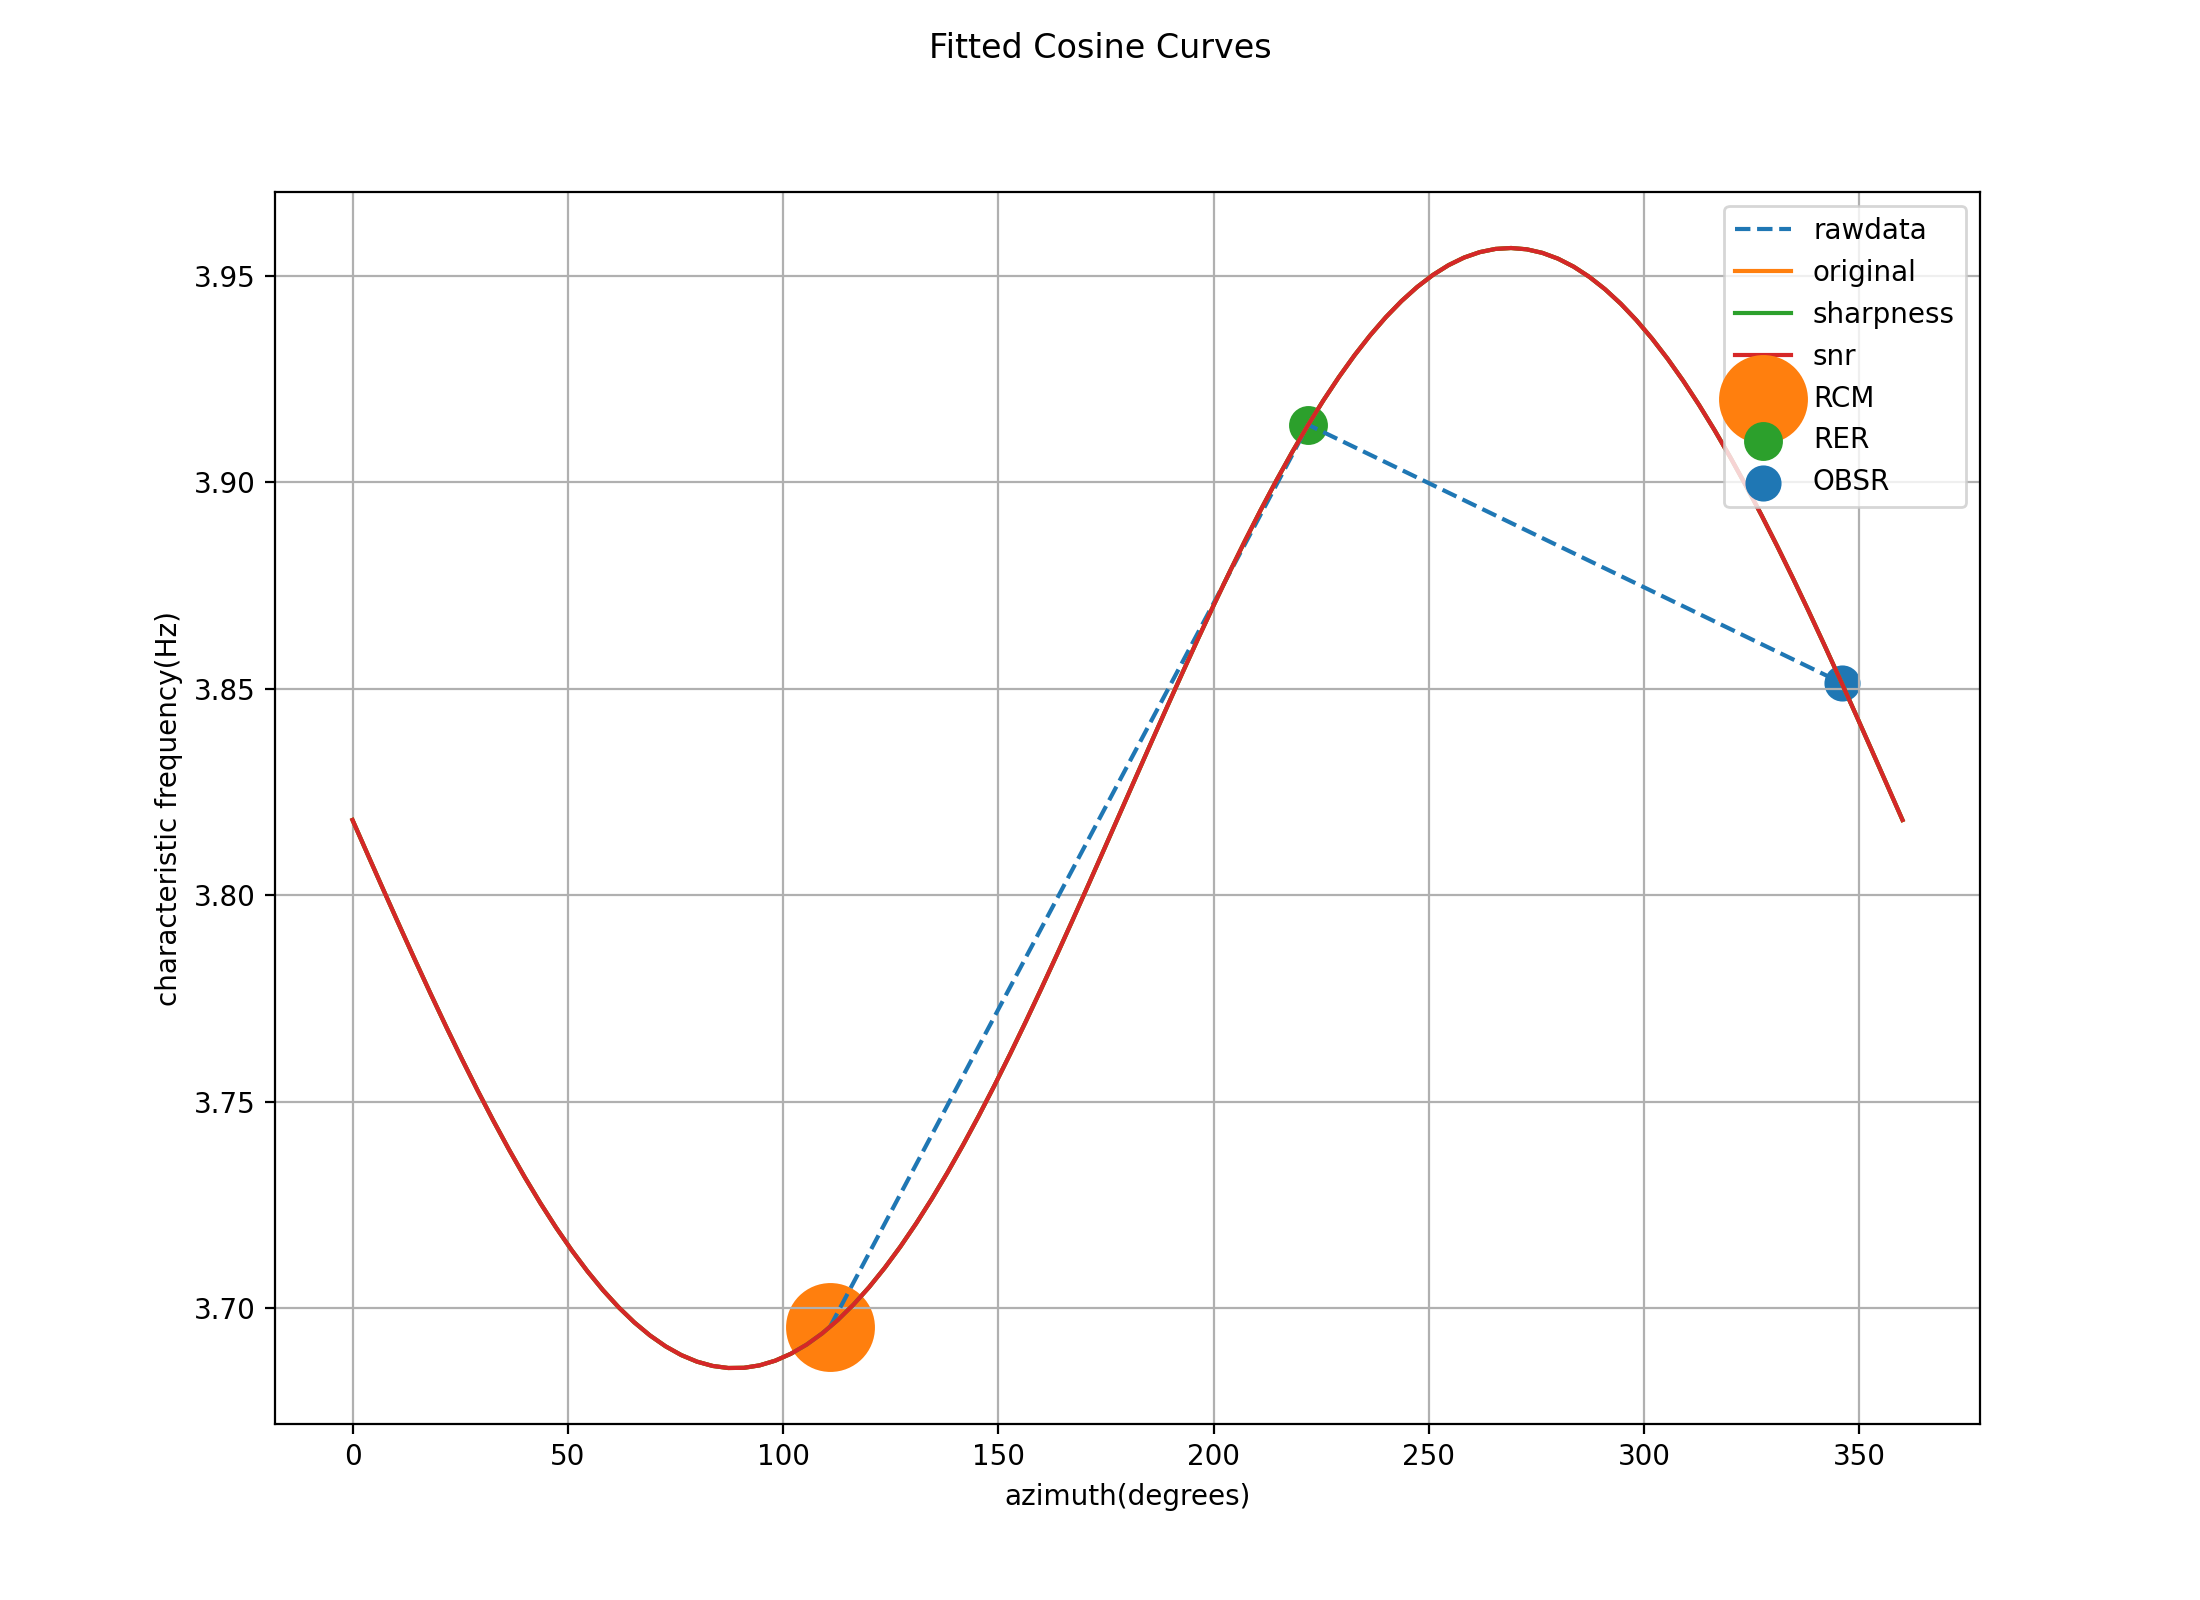 Fitted Cosine Curves
rawdata
original
sharpness
snr
RCM
RER
OBSR
characteristic frequency(Hz)
3.95
3.90
3.85
3.80
3.75
3.70
0 50 100 150 200 250 300 350
azimuth(degrees)